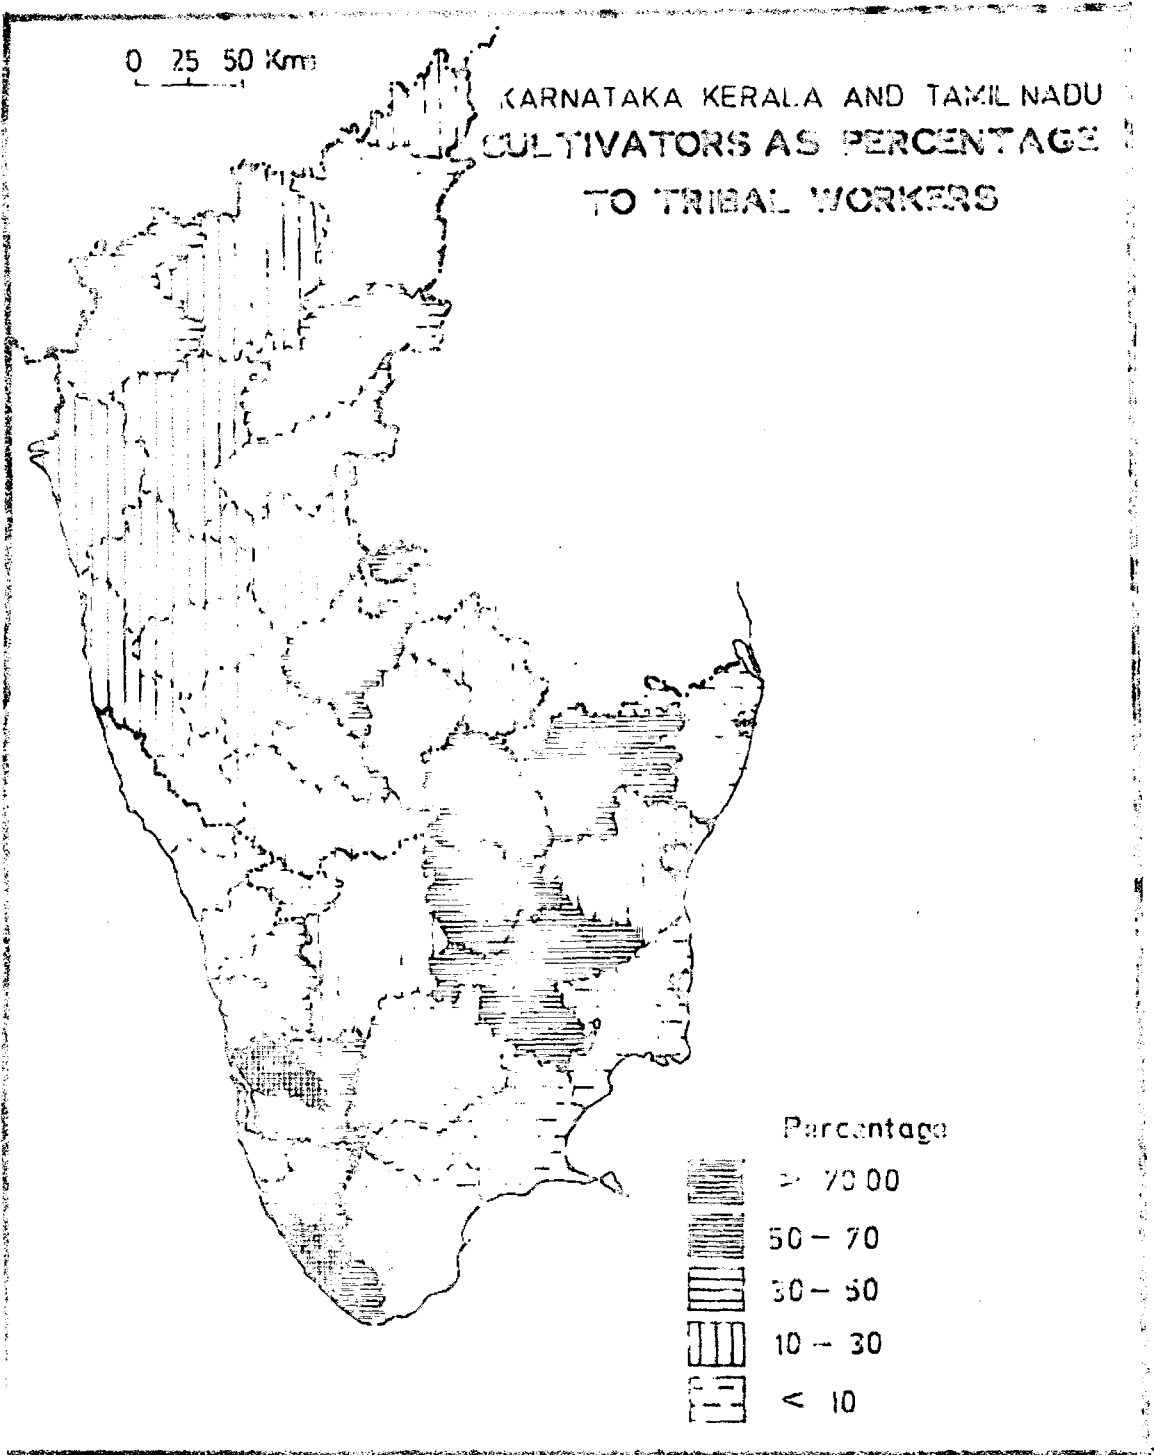 0 25 50 Kms
KARNATAKA KERALA AND TAMIL NADU
CULTIVATORS AS PERCENTAGE
TO TRIBAL WORKERS
Percentage
> 70 00
50 – 70
30 – 50
10 – 30
< 10